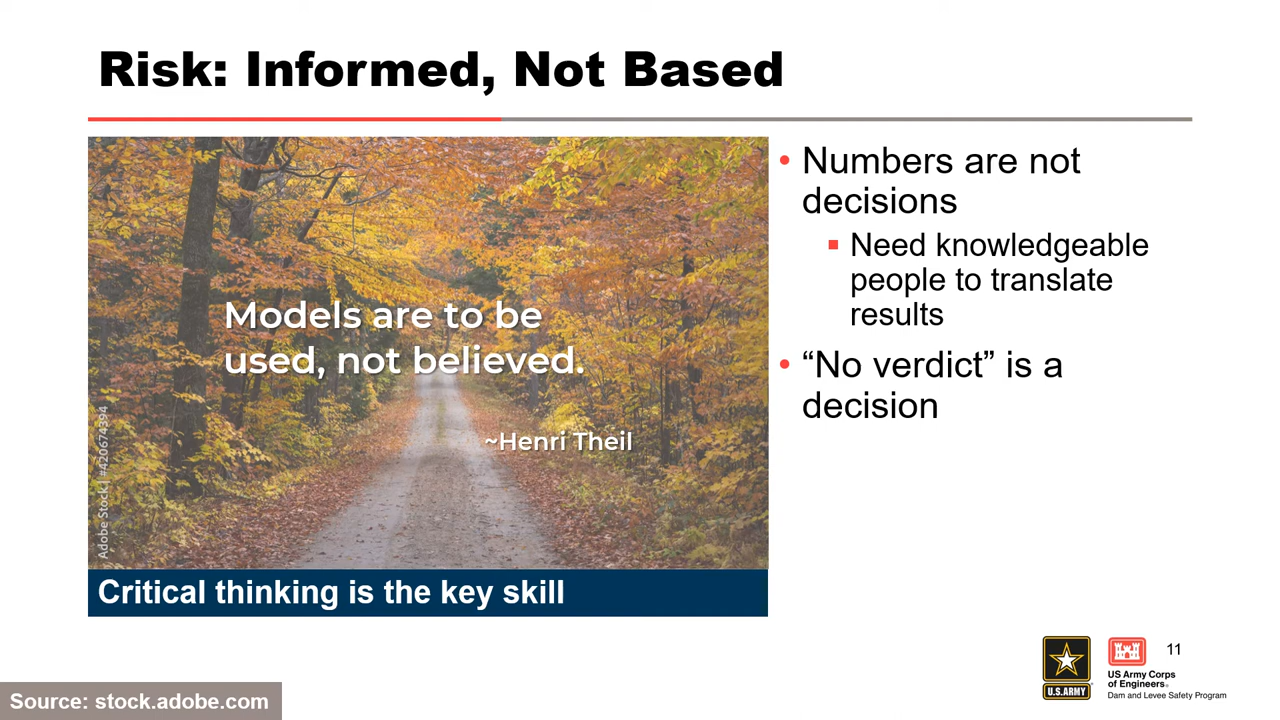 Risk: Informed, Not Based
Models are to be
used, not believed.
~Henri Theil
Adobe Stock | #420674394
Critical thinking is the key skill
• Numbers are not
decisions
▪ Need knowledgeable
people to translate
results
• “No verdict” is a
decision
U.S.ARMY
US Army Corps
of Engineers®
Dam and Levee Safety Program
11
Source: stock.adobe.com